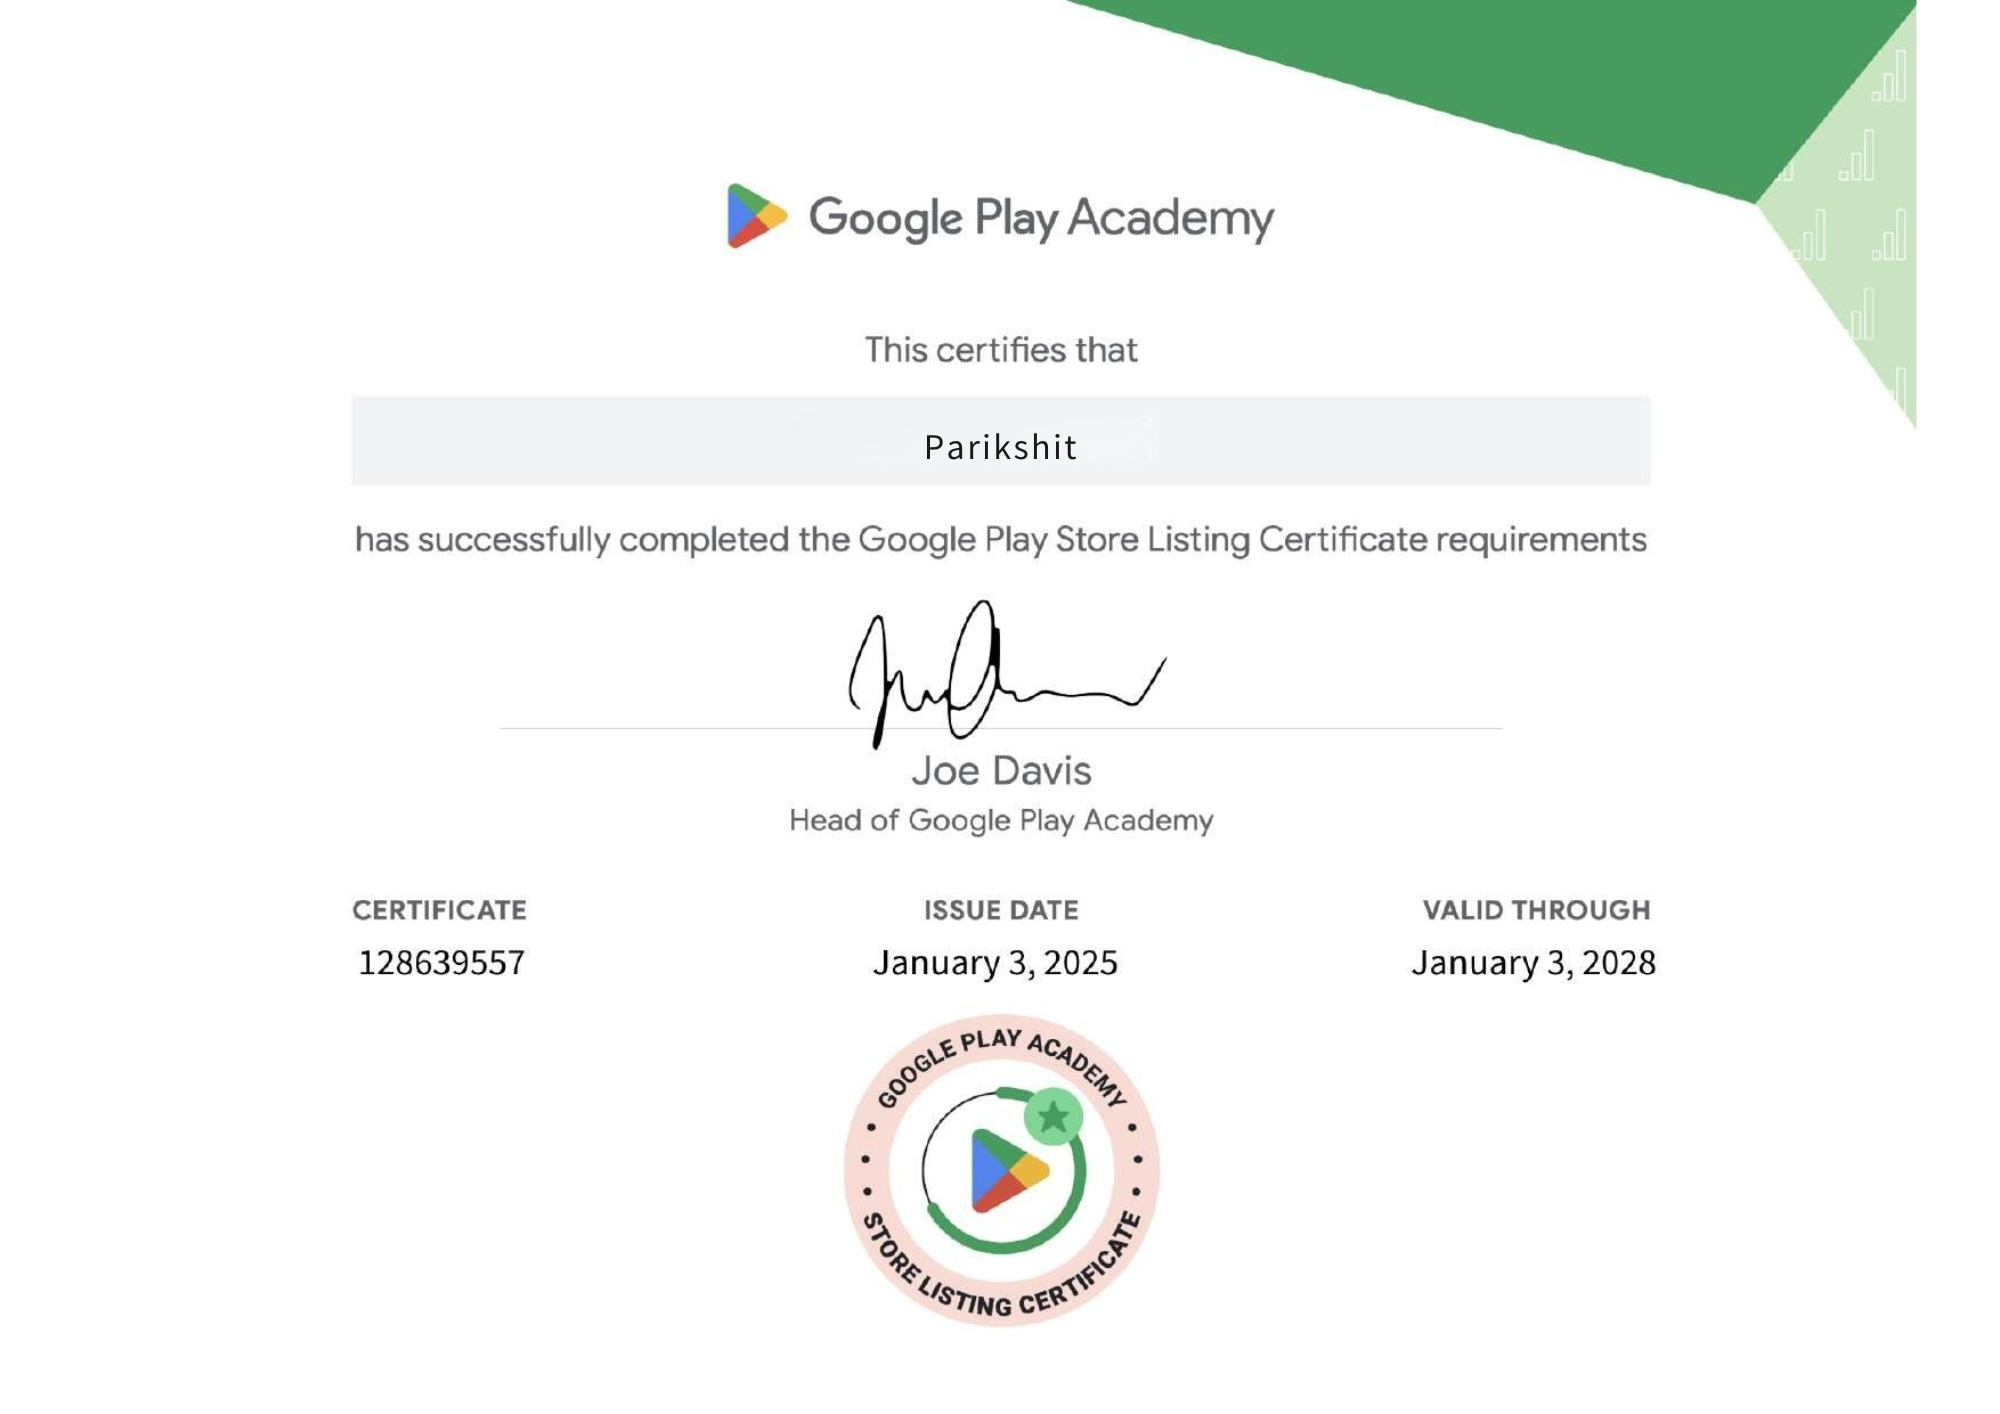 Google Play Academy
This certifies that
Parikshit
has successfully completed the Google Play Store Listing Certificate requirements
Joe Davis
Head of Google Play Academy
CERTIFICATE
128639557
ISSUE DATE
January 3, 2025
VALID THROUGH
January 3, 2028
GOOGLE PLAY ACADEMY
STORE LISTING CERTIFICATE